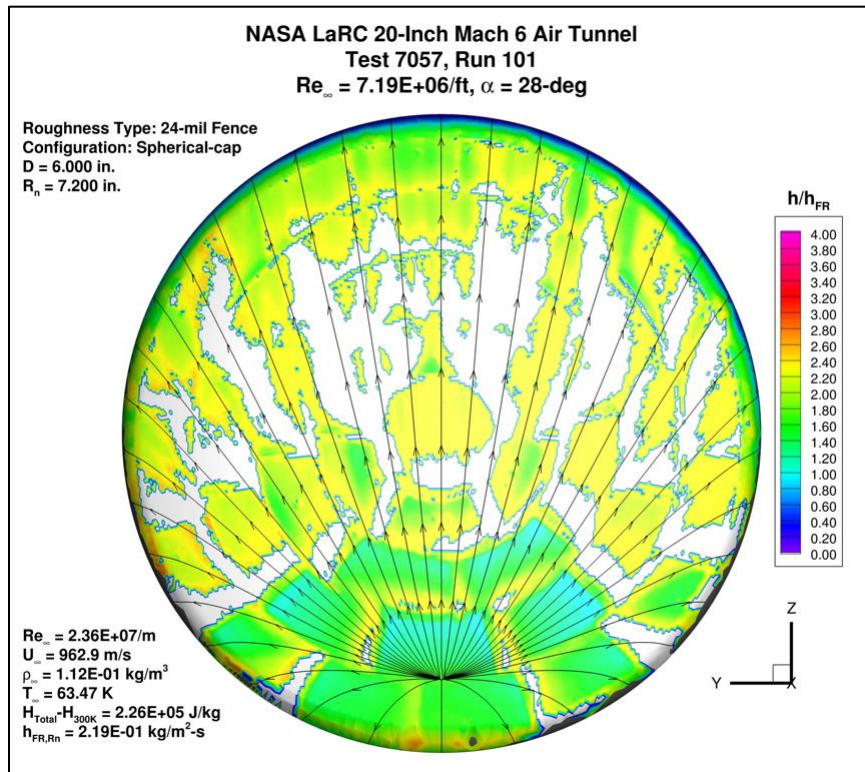 NASA LaRC 20-Inch Mach 6 Air Tunnel
Test 7057, Run 101
Re∞ = 7.19E+06/ft, α = 28-deg
Roughness Type: 24-mil Fence
Configuration: Spherical-cap
D = 6.000 in.
Rn = 7.200 in.
h/hFR
4.00
3.80
3.60
3.40
3.20
3.00
2.80
2.60
2.40
2.20
2.00
1.80
1.60
1.40
1.20
1.00
0.80
0.60
0.40
0.20
0.00
Re∞ = 2.36E+07/m
U∞ = 962.9 m/s
ρ∞ = 1.12E-01 kg/m³
T∞ = 63.47 K
HTotal-H300K = 2.26E+05 J/kg
hFR,Rn = 2.19E-01 kg/m²-s
Z
Y
X